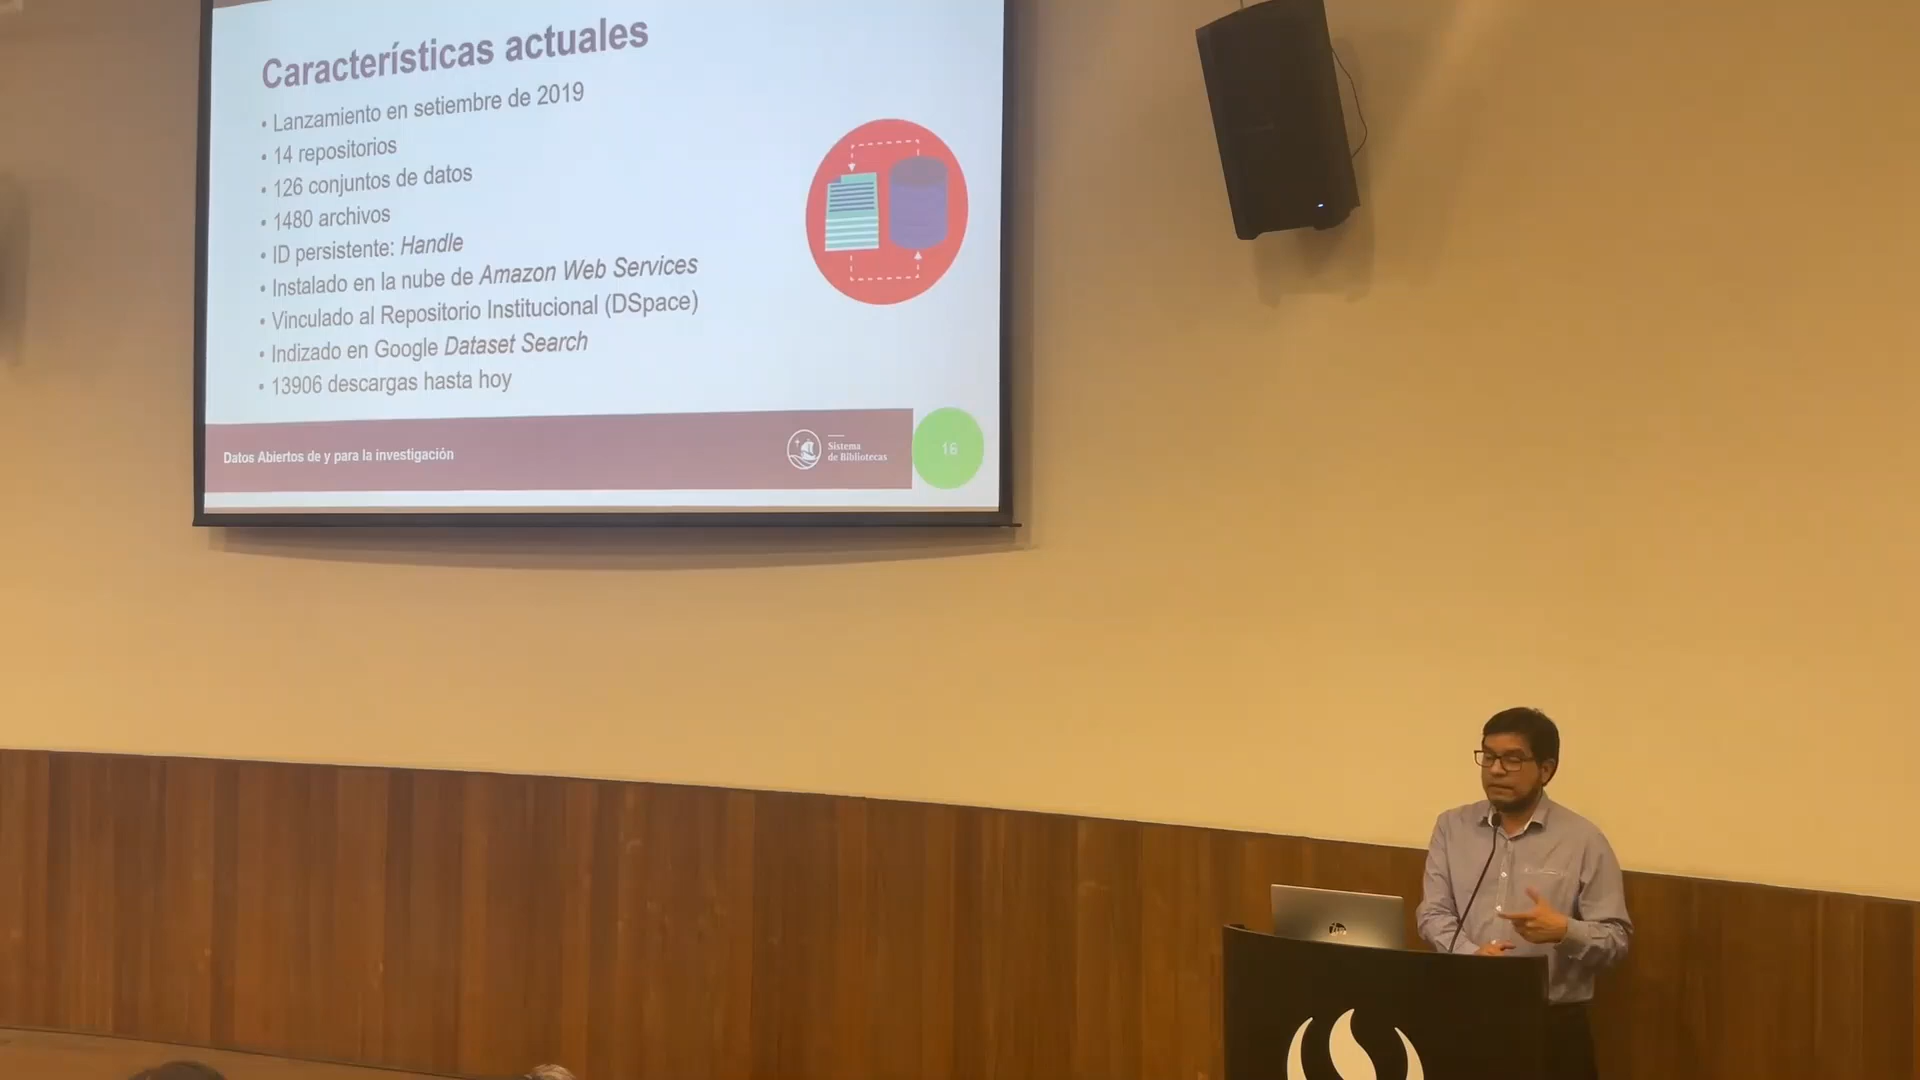 Características actuales
• Lanzamiento en setiembre de 2019
• 14 repositorios
• 126 conjuntos de datos
• 1480 archivos
• ID persistente: Handle
• Instalado en la nube de Amazon Web Services
• Vinculado al Repositorio Institucional (DSpace)
• Indizado en Google Dataset Search
• 13906 descargas hasta hoy
Datos Abiertos de y para la investigación
Sistema
de Bibliotecas
16
hp